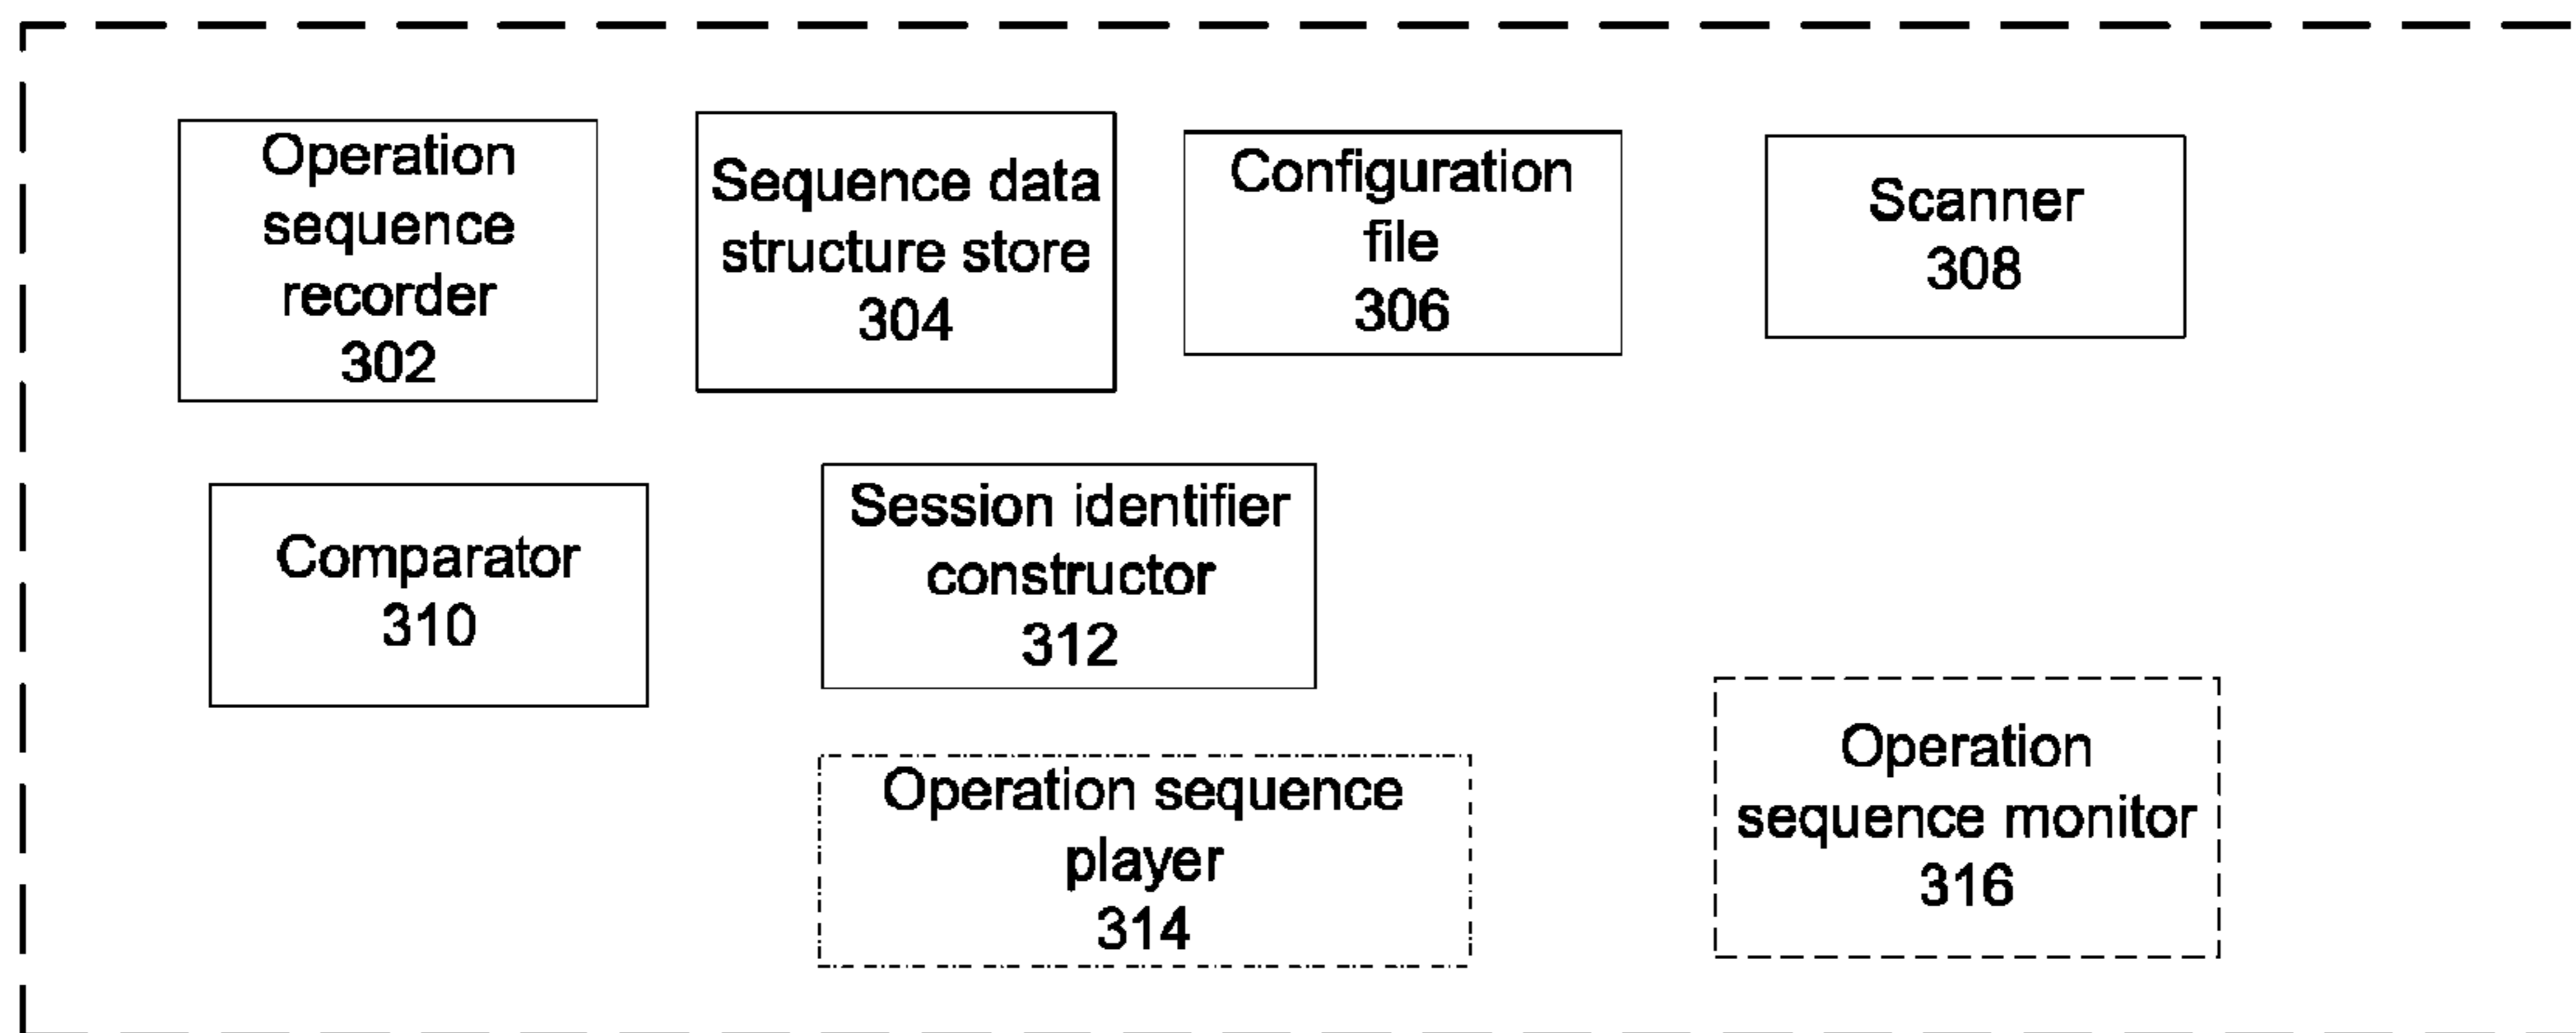 Operation
sequence
recorder
302
Sequence data
structure store
304
Configuration
file
306
Scanner
308
Comparator
310
Session identifier
constructor
312
Operation sequence
player
314
Operation
sequence monitor
316